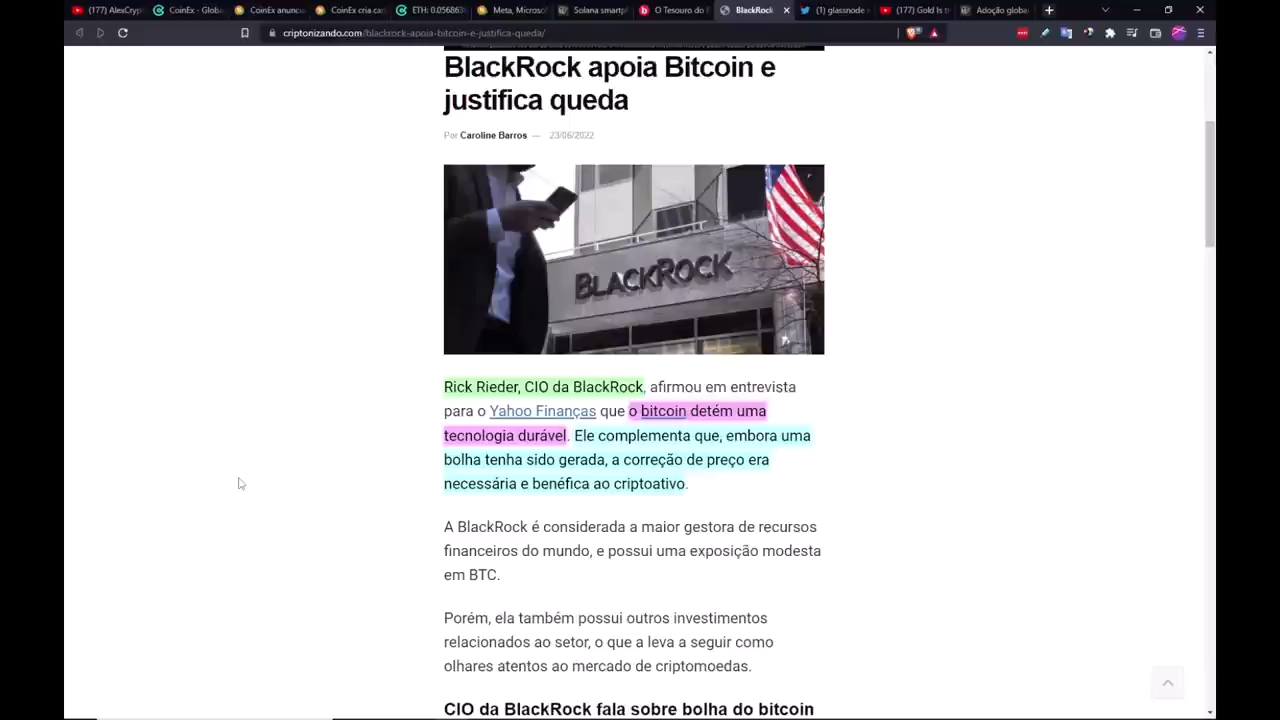 (177) AlexCryp
CoinEx - Globa
CoinEx anunci
CoinEx cria can
ETH: 0.056863
Meta, Microsof
Solana smartp
O Tesouro do
BlackRock
(1) glassnode
(177) Gold is
Adoção globa
criptonizando.com/blackrock-apoia-bitcoin-e-justifica-queda/
BlackRock apoia Bitcoin e
justifica queda
Por Caroline Barros — 23/06/2022
BLACKROCK
Rick Rieder, CIO da BlackRock, afirmou em entrevista
para o Yahoo Finanças que o bitcoin detém uma
tecnologia durável. Ele complementa que, embora uma
bolha tenha sido gerada, a correção de preço era
necessária e benéfica ao criptoativo.
A BlackRock é considerada a maior gestora de recursos
financeiros do mundo, e possui uma exposição modesta
em BTC.
Porém, ela também possui outros investimentos
relacionados ao setor, o que a leva a seguir como
olhares atentos ao mercado de criptomoedas.
CIO da BlackRock fala sobre bolha do bitcoin